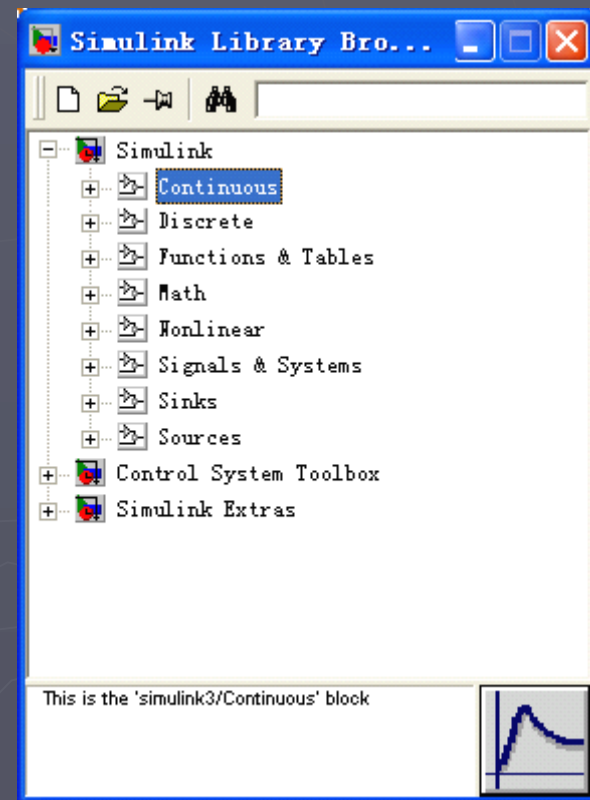 Simulink Library Bro...
Simulink
Continuous
Discrete
Functions & Tables
Math
Nonlinear
Signals & Systems
Sinks
Sources
Control System Toolbox
Simulink Extras
This is the 'simulink3/Continuous' block